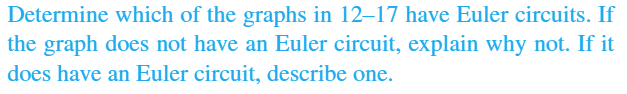 Determine which of the graphs in 12–17 have Euler circuits. If
the graph does not have an Euler circuit, explain why not. If it
does have an Euler circuit, describe one.